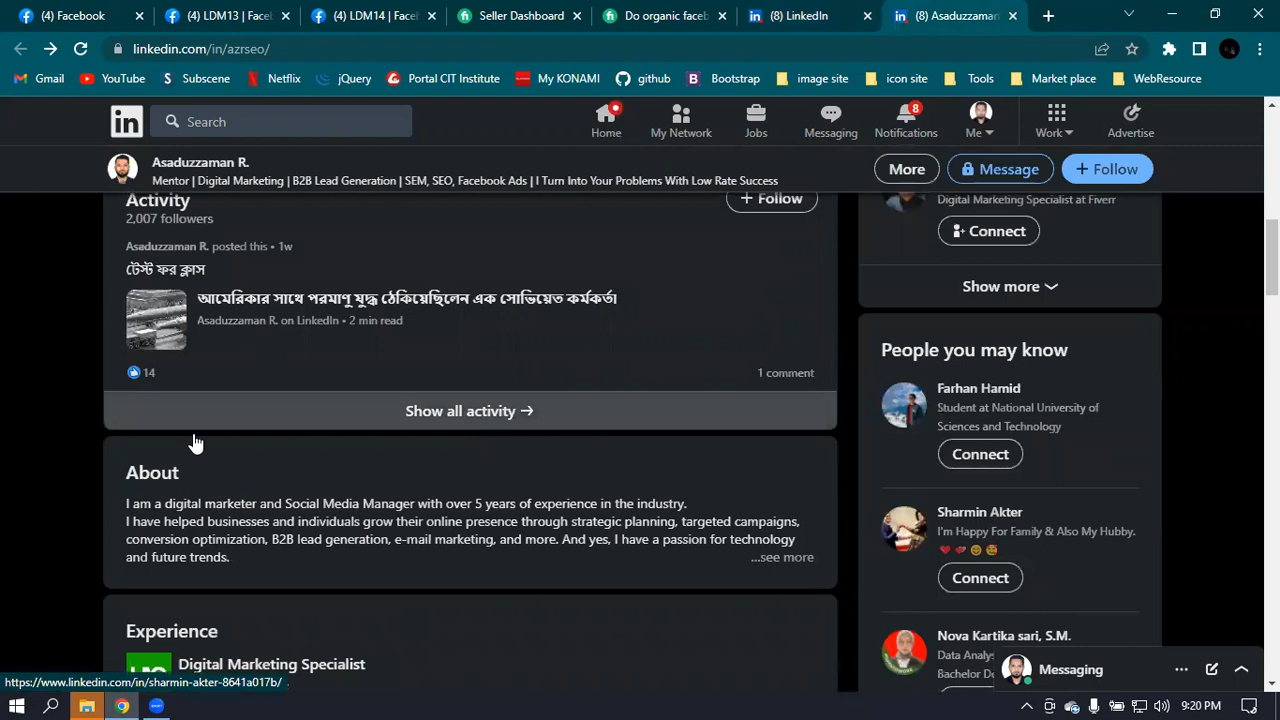 (4) Facebook
(4) LDM13 | Facel
(4) LDM14 | Facel
Seller Dashboard
Do organic faceb
(8) LinkedIn
(8) Asaduzzaman
linkedin.com/in/azrseo/
Gmail
YouTube
Subscene
Netflix
jQuery
Portal CIT Institute
My KONAMI
github
Bootstrap
image site
icon site
Tools
Market place
WebResource
in
Search
Home
My Network
Jobs
Messaging
8
Notifications
Me
Work
Advertise
Asaduzzaman R.
Mentor | Digital Marketing | B2B Lead Generation | SEM, SEO, Facebook Ads | I Turn Into Your Problems With Low Rate Success
More
Message
+ Follow
Activity
2,007 followers
+ Follow
Asaduzzaman R. posted this • 1w
টেস্ট ফর ক্লাস
আমেরিকার সাথে পরমাণু যুদ্ধ ঠেকিয়েছিলেন এক সোভিয়েত কর্মকর্তা
Asaduzzaman R. on LinkedIn • 2 min read
14
1 comment
Show all activity →
About
I am a digital marketer and Social Media Manager with over 5 years of experience in the industry.
I have helped businesses and individuals grow their online presence through strategic planning, targeted campaigns,
conversion optimization, B2B lead generation, e-mail marketing, and more. And yes, I have a passion for technology
and future trends.
...see more
Experience
Digital Marketing Specialist
Digital Marketing Specialist at Fiverr
Connect
Show more
People you may know
Farhan Hamid
Student at National University of
Sciences and Technology
Connect
Sharmin Akter
I'm Happy For Family & Also My Hubby.
Connect
Nova Kartika sari, S.M.
Data Analys
Bachelor De
Messaging
https://www.linkedin.com/in/sharmin-akter-8641a017b/
9:20 PM